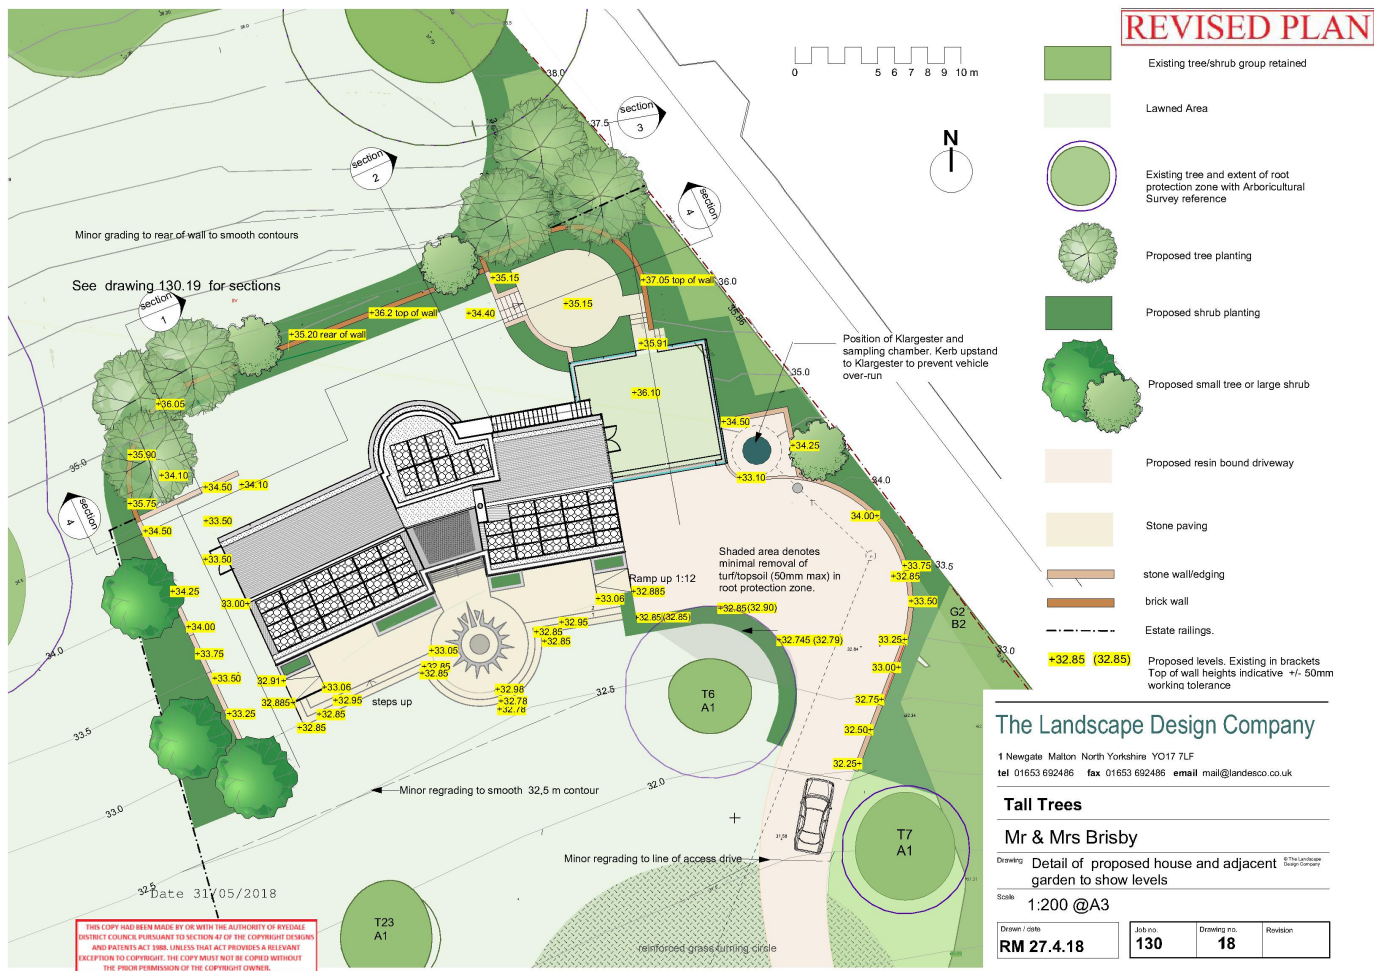 REVISED PLAN
0 5 6 7 8 9 10 m
N
Existing tree/shrub group retained
Lawned Area
Existing tree and extent of root
protection zone with Arboricultural
Survey reference
Proposed tree planting
Proposed shrub planting
Proposed small tree or large shrub
Proposed resin bound driveway
Stone paving
stone wall/edging
brick wall
Estate railings.
+32.85 (32.85)
Proposed levels. Existing in brackets
Top of wall heights indicative +/- 50mm
working tolerance
38.0
37.5
section
3
section
2
section
4
Minor grading to rear of wall to smooth contours
See drawing 130.19 for sections
section
1
+35.15
+37.05 top of wall
36.0
+35.15
+36.2 top of wall
+34.40
35.86
+35.20 rear of wall
+35.91
Position of Klargester and
sampling chamber. Kerb upstand
to Klargester to prevent vehicle
over-run
35.0
+36.10
+36.05
+34.50
+34.25
+35.90
35.0
+34.10
+33.10
34.0
+34.50
+34.10
+35.75
section
4
34.00+
+33.50
+34.50
Shaded area denotes
minimal removal of
turf/topsoil (50mm max) in
root protection zone.
+33.50
+33.75
33.5
+32.85
Ramp up 1:12
+32.885
+34.25
+33.06
+33.50
33.00+
+32.85(32.90)
G2
B2
+32.85(32.85)
+32.95
+34.00
+32.85
+32.85
+32.745 (32.79)
33.25+
34.0
+33.75
+33.05
33.0
+32.85
+32.85
33.00+
+33.50
32.91+
+33.06
+32.98
32.5
T6
A1
32.885+
+32.95
steps up
+32.78
+32.78
32.75+
+33.25
+32.85
+32.85
32.50+
33.5
32.25+
Minor regrading to smooth 32,5 m contour
32.0
33.0
T7
A1
Minor regrading to line of access drive
32.5
Date 31/05/2018
T23
A1
reinforced grass turning circle
THIS COPY HAD BEEN MADE BY OR WITH THE AUTHORITY OF RYEDALE
DISTRICT COUNCIL PURSUANT TO SECTION 47 OF THE COPYRIGHT DESIGNS
AND PATENTS ACT 1988. UNLESS THAT ACT PROVIDES A RELEVANT
EXCEPTION TO COPYRIGHT. THE COPY MUST NOT BE COPIED WITHOUT
THE PRIOR PERMISSION OF THE COPYRIGHT OWNER.
The Landscape Design Company
1 Newgate Malton North Yorkshire YO17 7LF
tel 01653 692486 fax 01653 692486 email mail@landesco.co.uk
Tall Trees
Mr & Mrs Brisby
Drawing Detail of proposed house and adjacent
garden to show levels
© The Landscape
Design Company
Scale 1:200 @A3
Drawn / date
RM 27.4.18
Job no.
130
Drawing no.
18
Revision